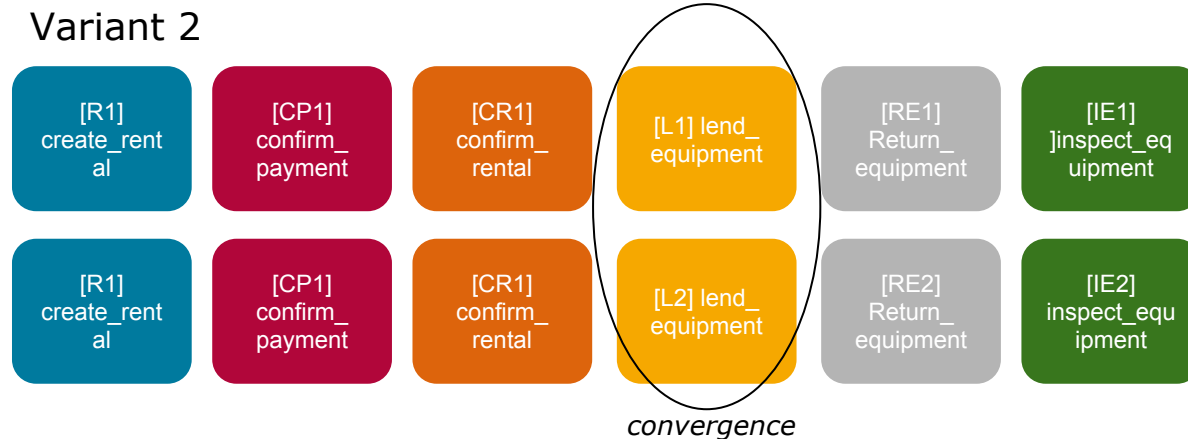 Variant 2
[R1]
create_rent
al
[CP1]
confirm_
payment
[CR1]
confirm_
rental
[L1] lend_
equipment
[RE1]
Return_
equipment
[IE1]
]inspect_eq
uipment
[R1]
create_rent
al
[CP1]
confirm_
payment
[CR1]
confirm_
rental
[L2] lend_
equipment
[RE2]
Return_
equipment
[IE2]
inspect_equ
ipment
convergence